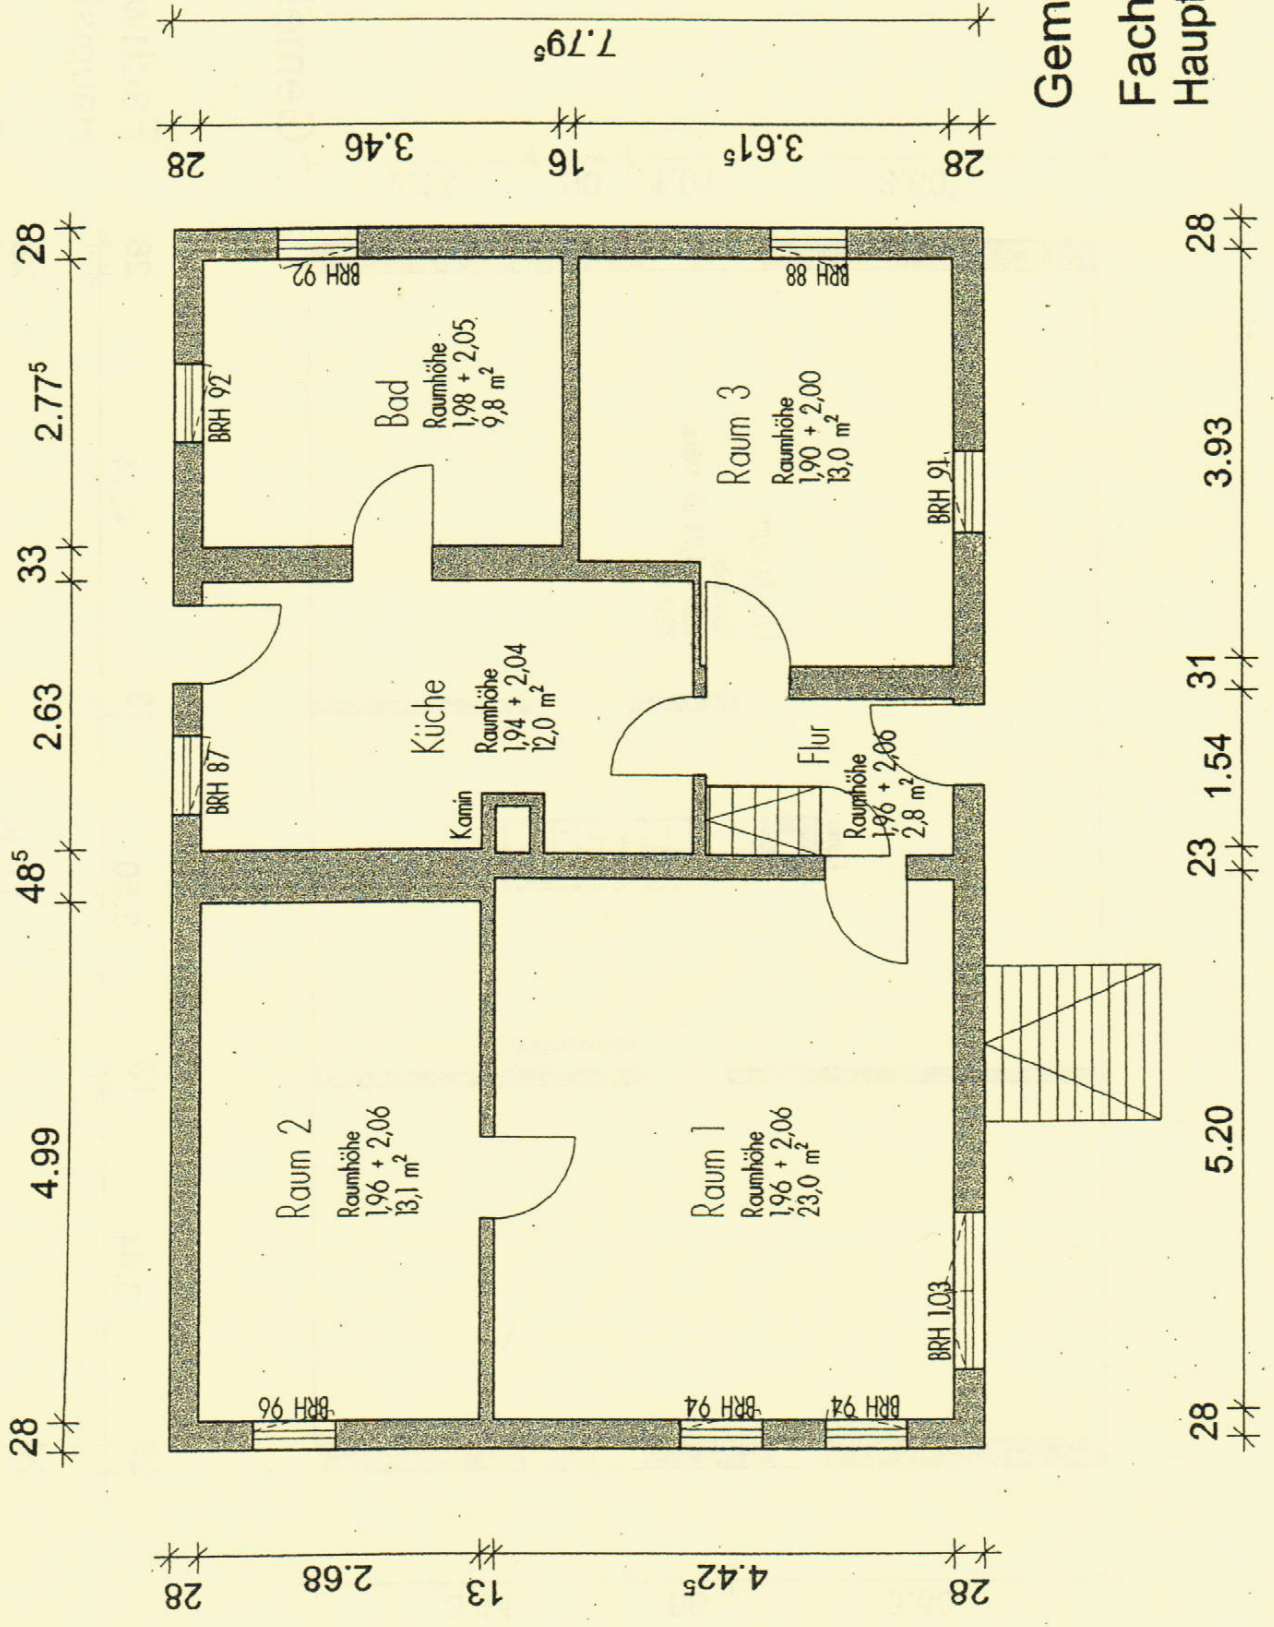 28
4.99
48⁵
2.63
33
2.77⁵
28
28
2.68
13
4.42⁵
28
28
3.46
16
3.61⁵
28
7.79⁵
BRH 96
Raum 2
Raumhöhe
1,96 + 2,06
13,1 m²
BRH 87
Küche
Raumhöhe
1,94 + 2,04
12,0 m²
Kamin
BRH 92
BRH 92
Bad
Raumhöhe
1,98 + 2,05
9,8 m²
BRH 94
BRH 94
BRH 1,03
Raum 1
Raumhöhe
1,96 + 2,06
23,0 m²
Flur
Raumhöhe
1,96 + 2,06
2,8 m²
Raum 3
Raumhöhe
1,90 + 2,00
13,0 m²
BRH 88
BRH 91
28
5.20
23
1.54
31
3.93
28
Gem
Fach
Haupt